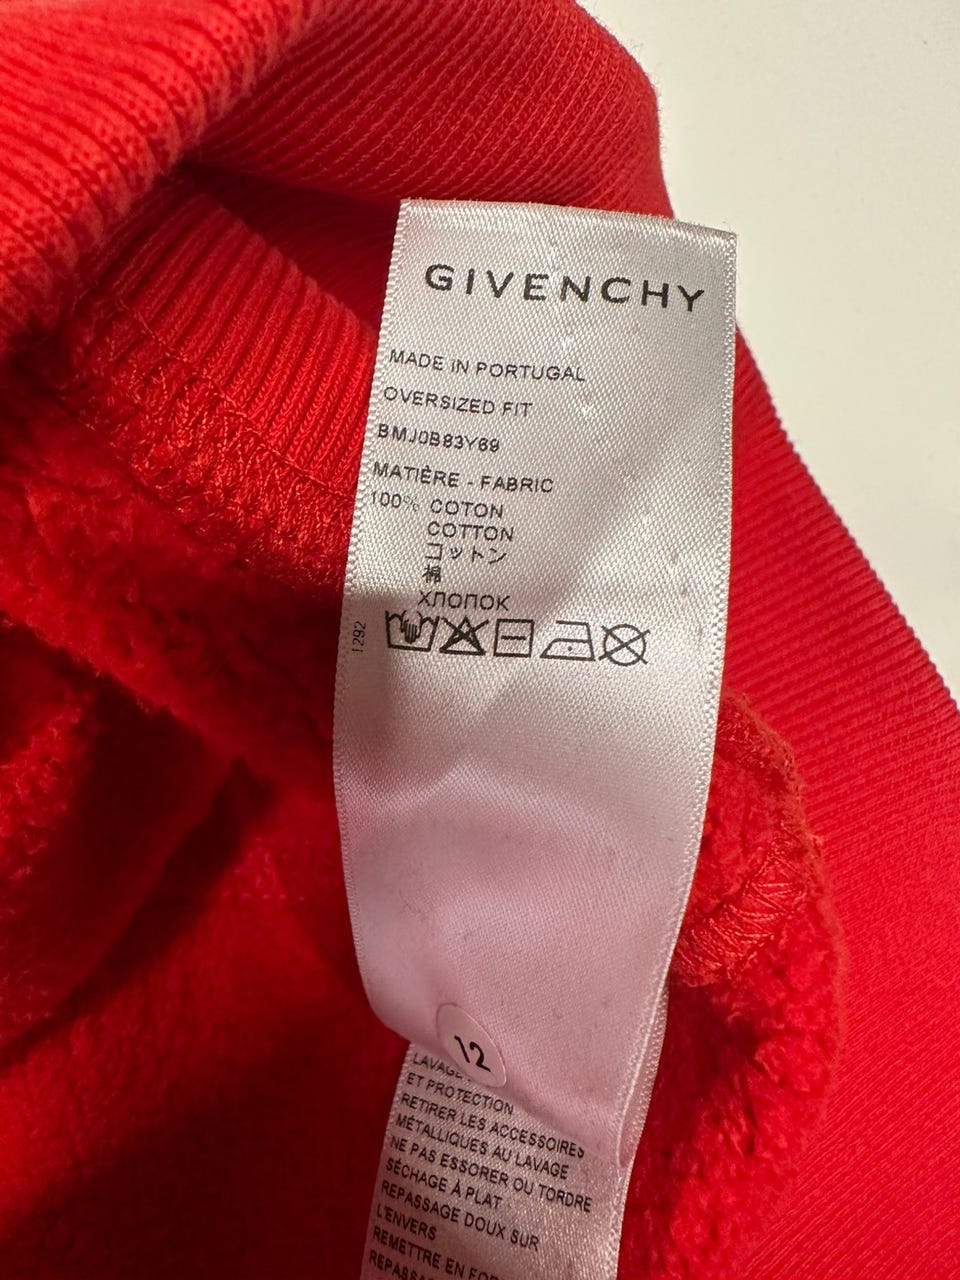 GIVENCHY
MADE IN PORTUGAL
OVERSIZED FIT
BMJ0B83Y69
MATIÈRE - FABRIC
100% COTON
COTTON
コットン
棉
ХЛОПОК
1292
12
LAVAGE
ET PROTECTION
RETIRER LES ACCESSOIRES
MÉTALLIQUES AU LAVAGE
NE PAS ESSORER OU TORDRE
SÉCHAGE À PLAT
REPASSAGE DOUX SUR
L'ENVERS
REMETTRE EN